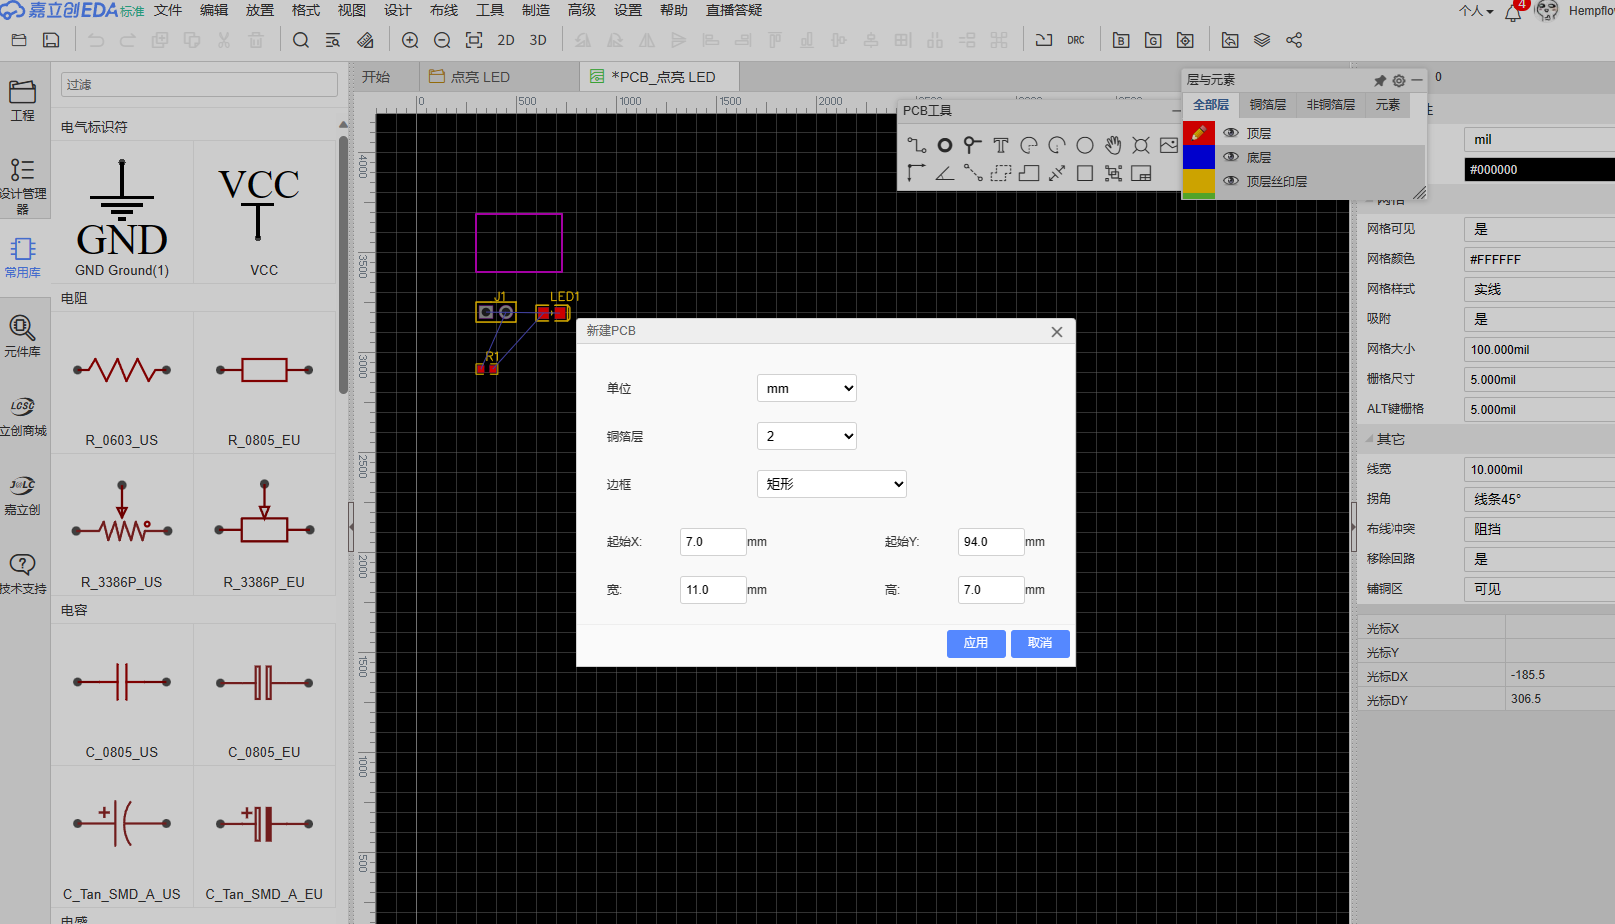 嘉立创EDA标准 文件 编辑 放置 格式 视图 设计 布线 工具 制造 高级 设置 帮助 直播答疑 个人 4 Hempflo
2D 3D DRC B G
过滤
开始 点亮 LED *PCB_点亮 LED
工程
设计管理器
常用库
元件库
LCSC
立创商城
J@LC
嘉立创
技术支持
电气标识符
GND VCC
GND Ground(1) VCC
电阻
R_0603_US R_0805_EU
R_3386P_US R_3386P_EU
电容
C_0805_US C_0805_EU
C_Tan_SMD_A_US C_Tan_SMD_A_EU
0 500 1000 1500 2000
4000
3500
3000
2500
2000
1500
1000
500
J1 LED1
R1
PCB工具
T
层与元素
全部层 铜箔层 非铜箔层 元素
顶层
底层
顶层丝印层
新建PCB
单位 mm
铜箔层 2
边框 矩形
起始X: 7.0 mm 起始Y: 94.0 mm
宽: 11.0 mm 高: 7.0 mm
应用 取消
0
性
mil
#000000
网格
网格可见 是
网格颜色 #FFFFFF
网格样式 实线
吸附 是
网格大小 100.000mil
栅格尺寸 5.000mil
ALT键栅格 5.000mil
其它
线宽 10.000mil
拐角 线条45°
布线冲突 阻挡
移除回路 是
铺铜区 可见
光标X
光标Y
光标DX -185.5
光标DY 306.5